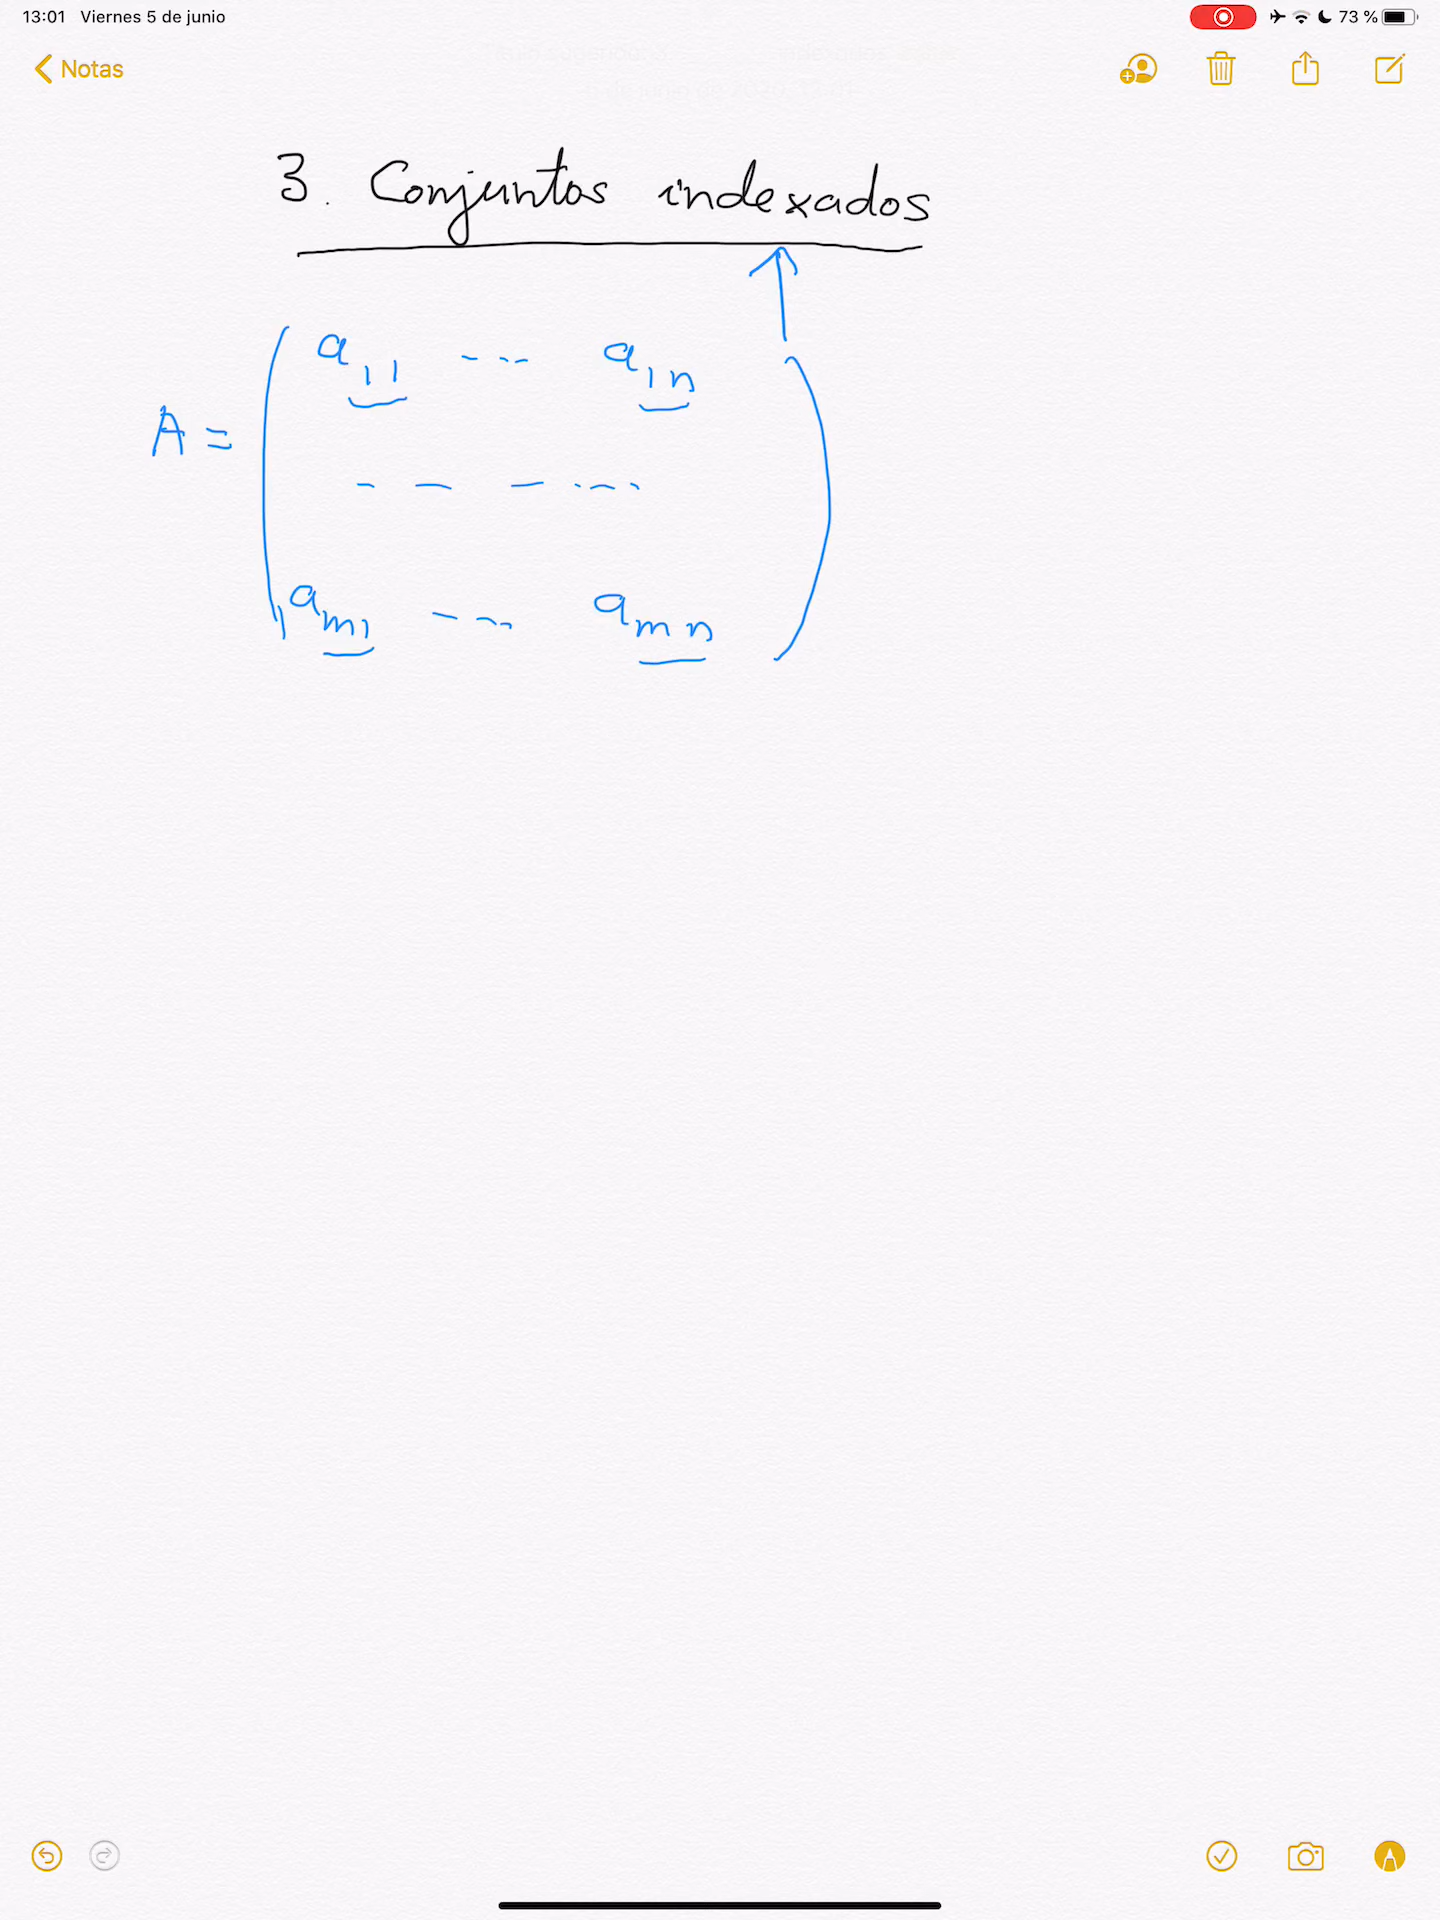 13:01 Viernes 5 de junio 73 %
Notas
3. Conjuntos indexados
a11 --- a1n
A =
- - - ....
am1 --- amn